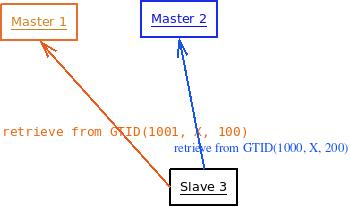 Master 1
Master 2
retrieve from GTID(1001, X, 100)
retrieve from GTID(1000, X, 200)
Slave 3